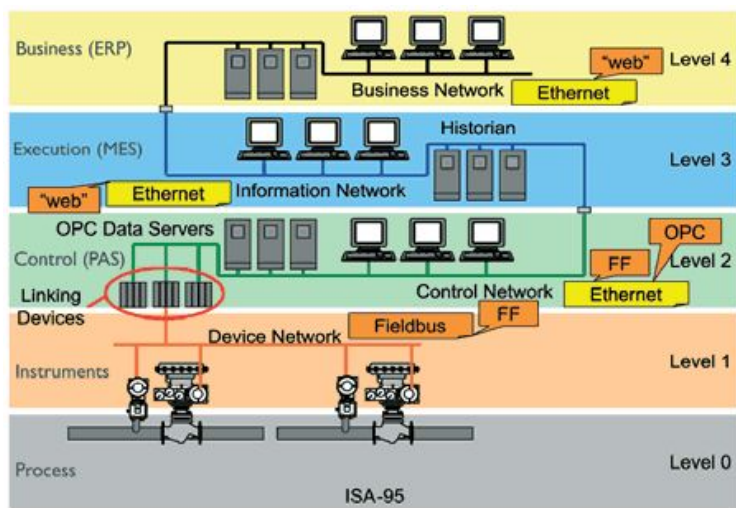 Business (ERP)
"web"
Level 4
Business Network
Ethernet
Execution (MES)
Historian
Level 3
"web"
Ethernet
Information Network
OPC Data Servers
OPC
Control (PAS)
FF
Level 2
Linking
Devices
Control Network
Ethernet
Device Network
Fieldbus
FF
Instruments
Level 1
Process
Level 0
ISA-95